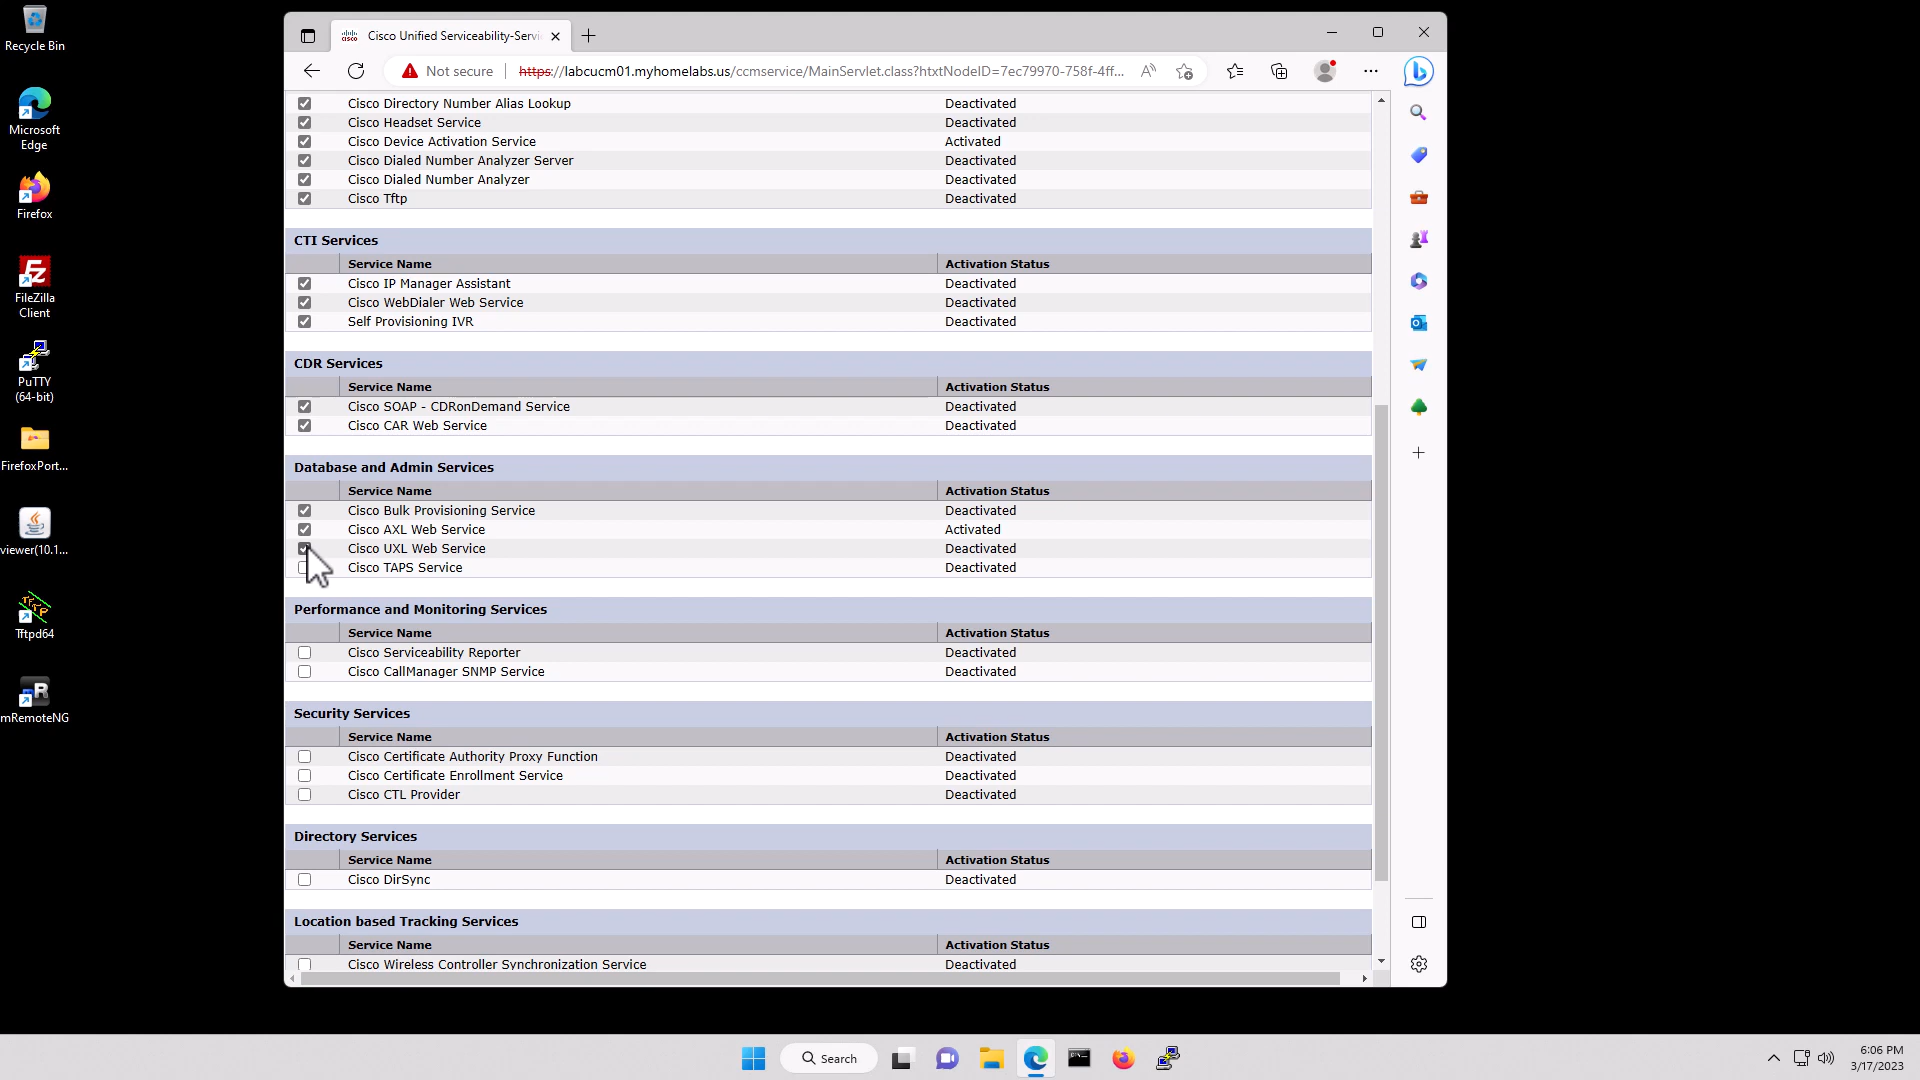 Recycle Bin
Microsoft
Edge
Firefox
FileZilla
Client
PuTTY
(64-bit)
FirefoxPort...
viewer(10.1...
Tftpd64
mRemoteNG
Cisco Unified Serviceability-Servi
Not secure
https://labcucm01.myhomelabs.us/ccmservice/MainServlet.class?htxtNodeID=7ec79970-758f-4ff...
Cisco Directory Number Alias Lookup Deactivated
Cisco Headset Service Deactivated
Cisco Device Activation Service Activated
Cisco Dialed Number Analyzer Server Deactivated
Cisco Dialed Number Analyzer Deactivated
Cisco Tftp Deactivated
CTI Services
Service Name Activation Status
Cisco IP Manager Assistant Deactivated
Cisco WebDialer Web Service Deactivated
Self Provisioning IVR Deactivated
CDR Services
Service Name Activation Status
Cisco SOAP - CDRonDemand Service Deactivated
Cisco CAR Web Service Deactivated
Database and Admin Services
Service Name Activation Status
Cisco Bulk Provisioning Service Deactivated
Cisco AXL Web Service Activated
Cisco UXL Web Service Deactivated
Cisco TAPS Service Deactivated
Performance and Monitoring Services
Service Name Activation Status
Cisco Serviceability Reporter Deactivated
Cisco CallManager SNMP Service Deactivated
Security Services
Service Name Activation Status
Cisco Certificate Authority Proxy Function Deactivated
Cisco Certificate Enrollment Service Deactivated
Cisco CTL Provider Deactivated
Directory Services
Service Name Activation Status
Cisco DirSync Deactivated
Location based Tracking Services
Service Name Activation Status
Cisco Wireless Controller Synchronization Service Deactivated
Search
6:06 PM
3/17/2023